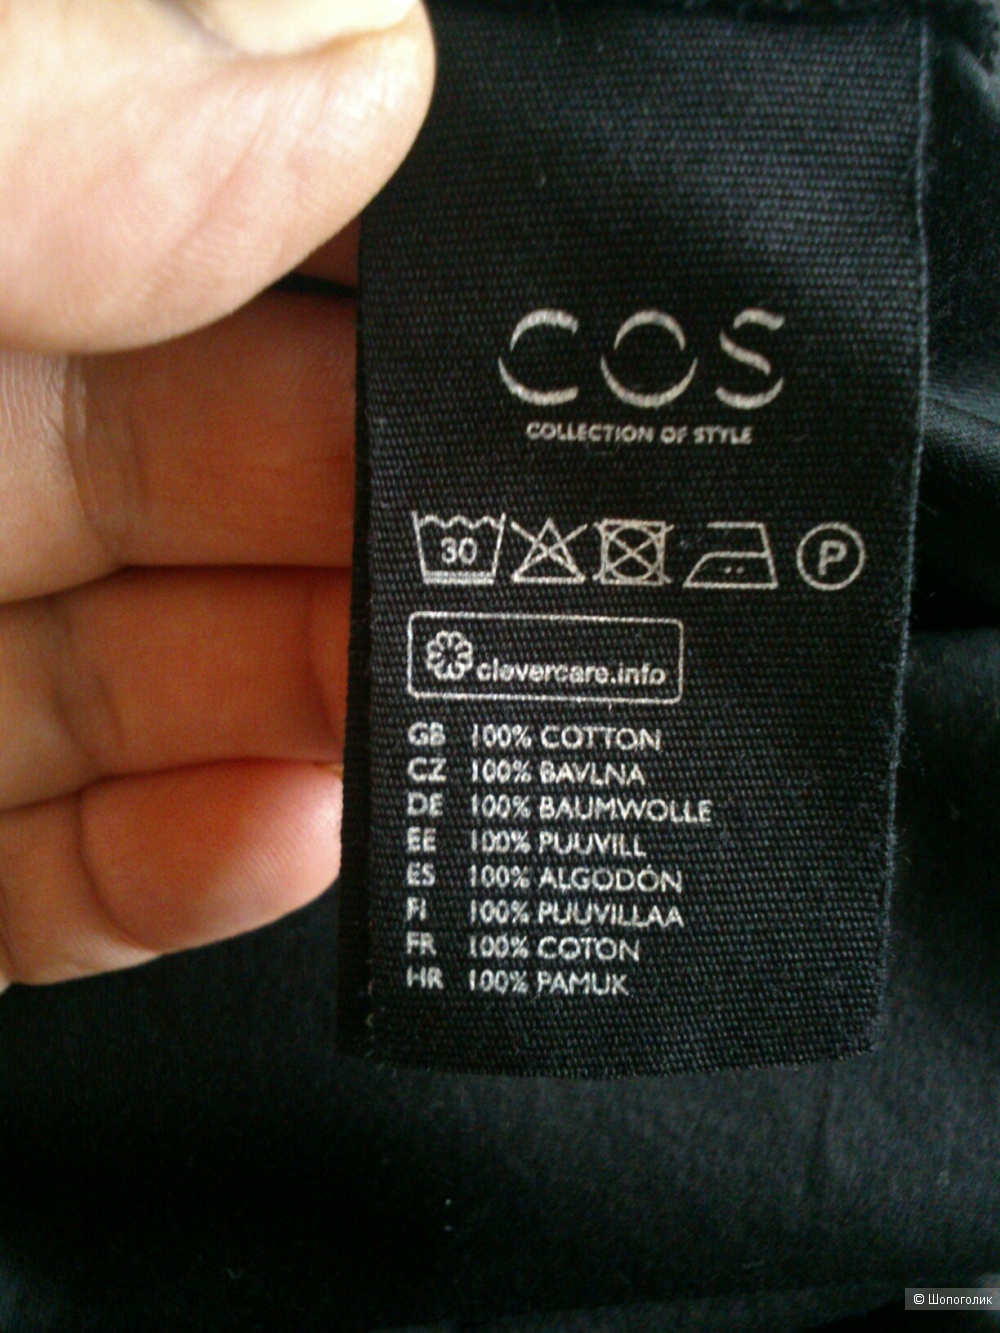 COS
COLLECTION OF STYLE
30 P
clevercare.info
GB 100% COTTON
CZ 100% BAVLNA
DE 100% BAUMWOLLE
EE 100% PUUVILL
ES 100% ALGODÓN
FI 100% PUUVILLAA
FR 100% COTON
HR 100% PAMUK
© Шопоголик